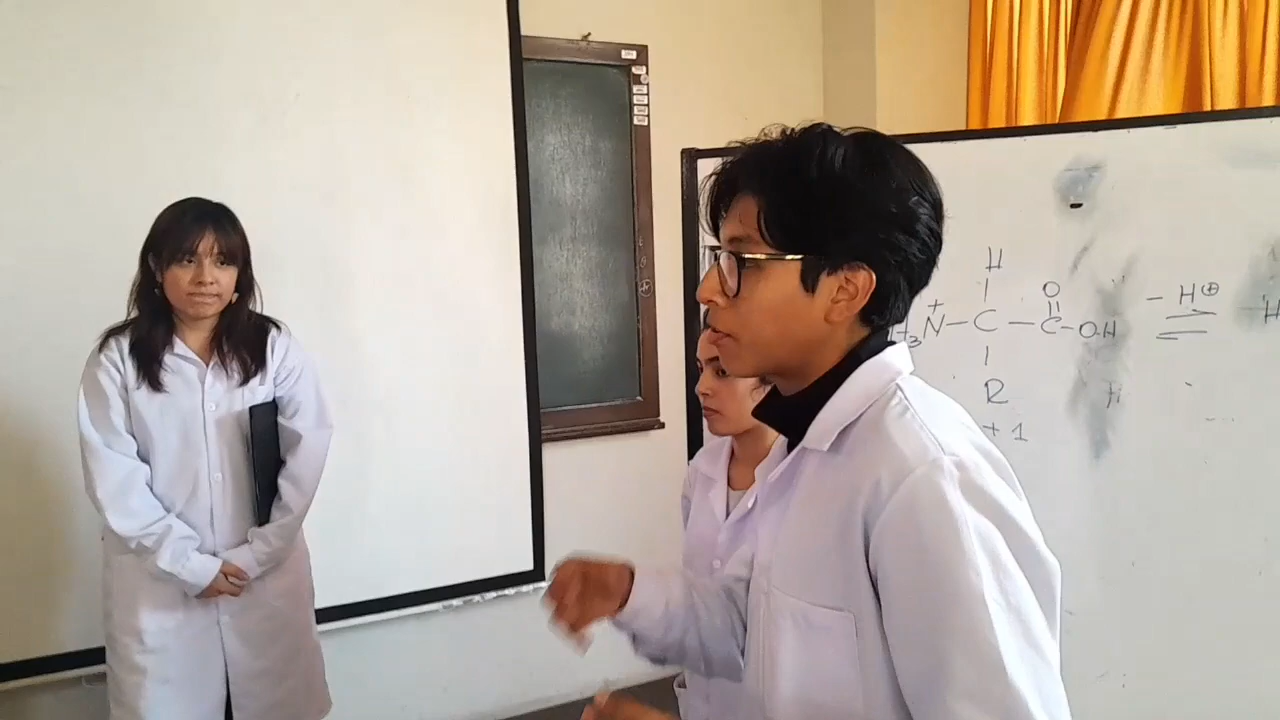 H
O
H₃N⁺ — C — C — OH   - H⊕ ⇌   H
R
+ 1